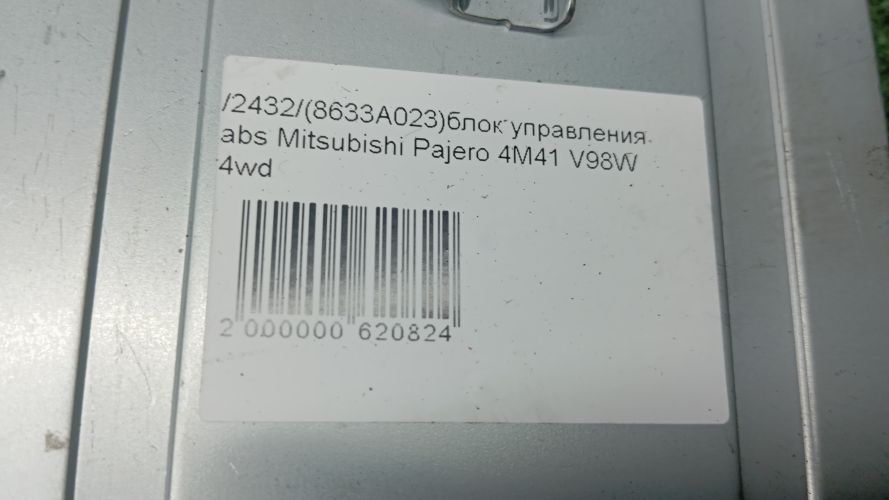 /2432/(8633A023)блок управления
abs Mitsubishi Pajero 4M41 V98W
4wd
2 000000 620824